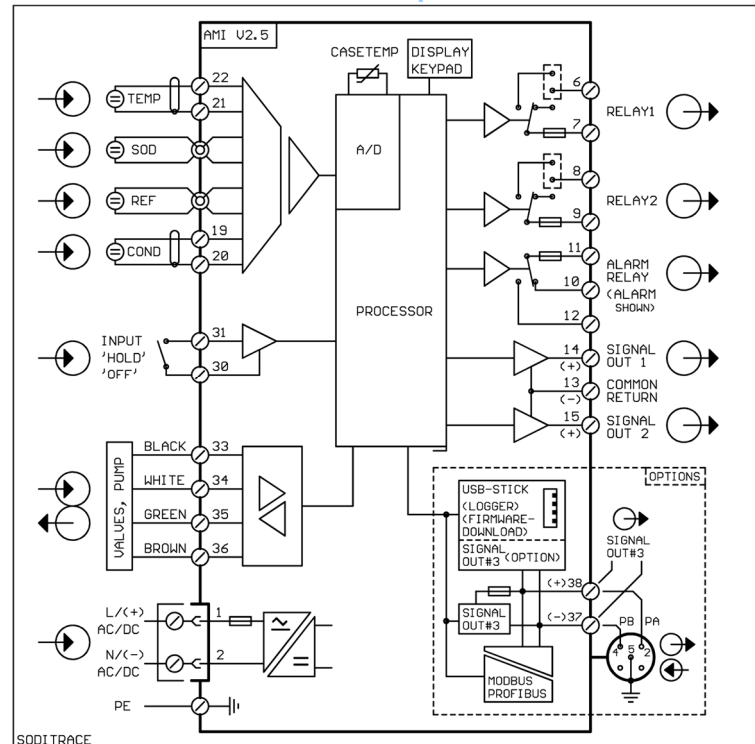 AMI V2.5
CASETEMP
DISPLAY
KEYPAD
22
TEMP
21
SOD
REF
19
COND
20
A/D
PROCESSOR
6
RELAY1
7
8
RELAY2
9
11
ALARM
RELAY
(ALARM
SHOWN)
10
12
INPUT
'HOLD'
'OFF'
31
30
14
(+)
SIGNAL
OUT 1
13
(-)
COMMON
RETURN
15
(+)
SIGNAL
OUT 2
VALVES, PUMP
BLACK
33
WHITE
34
GREEN
35
BROWN
36
OPTIONS
USB-STICK
(LOGGER)
(FIRMWARE-
DOWNLOAD)
SIGNAL
OUT#3
(OPTION)
SIGNAL
OUT#3
(+)38
(-)37
SIGNAL
OUT#3
PB
PA
4
5
2
MODBUS
PROFIBUS
L/(+)
AC/DC
1
N/(-)
AC/DC
2
PE
SODITRACE